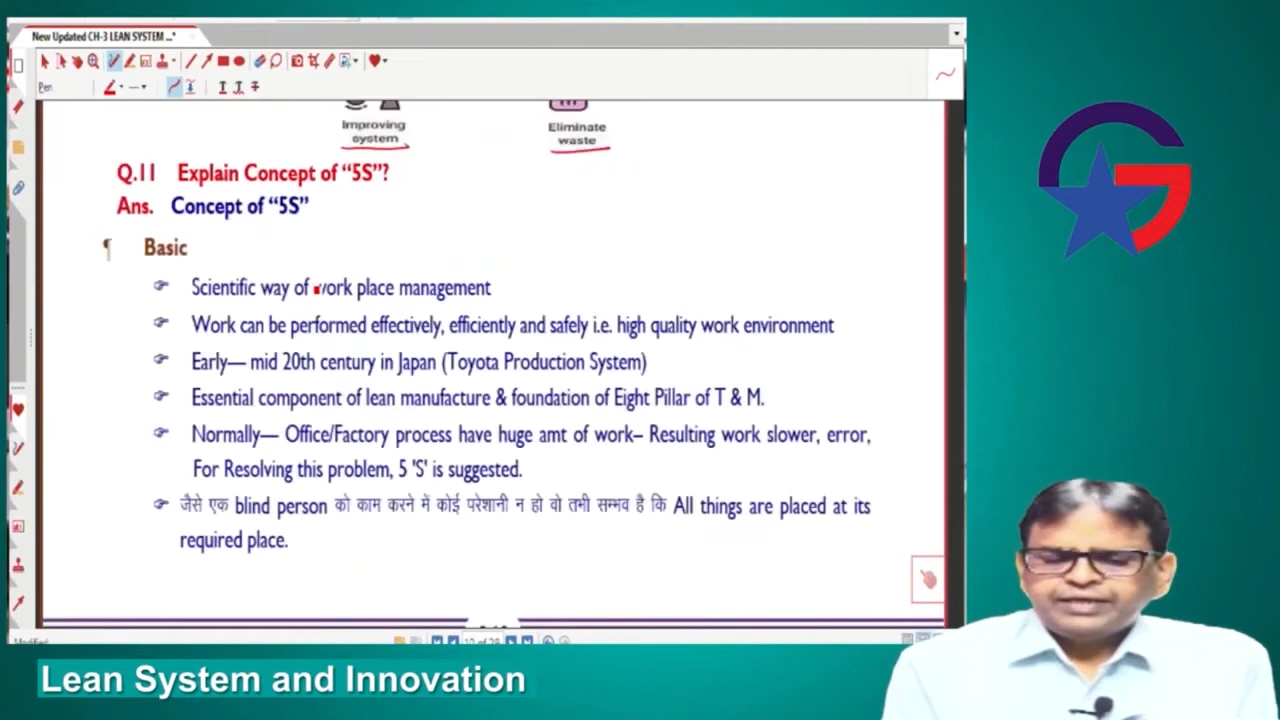 New Updated CH-3 LEAN SYSTEM ...*
Pen
Improving Eliminate
system waste
Q.11 Explain Concept of “5S”?
Ans. Concept of “5S”
¶ Basic
☞ Scientific way of work place management
☞ Work can be performed effectively, efficiently and safely i.e. high quality work environment
☞ Early— mid 20th century in Japan (Toyota Production System)
☞ Essential component of lean manufacture & foundation of Eight Pillar of T & M.
☞ Normally— Office/Factory process have huge amt of work– Resulting work slower, error,
For Resolving this problem, 5 'S' is suggested.
☞ जैसे एक blind person को काम करने में कोई परेशानी न हो वो तभी सम्भव है कि All things are placed at its
required place.
Lean System and Innovation